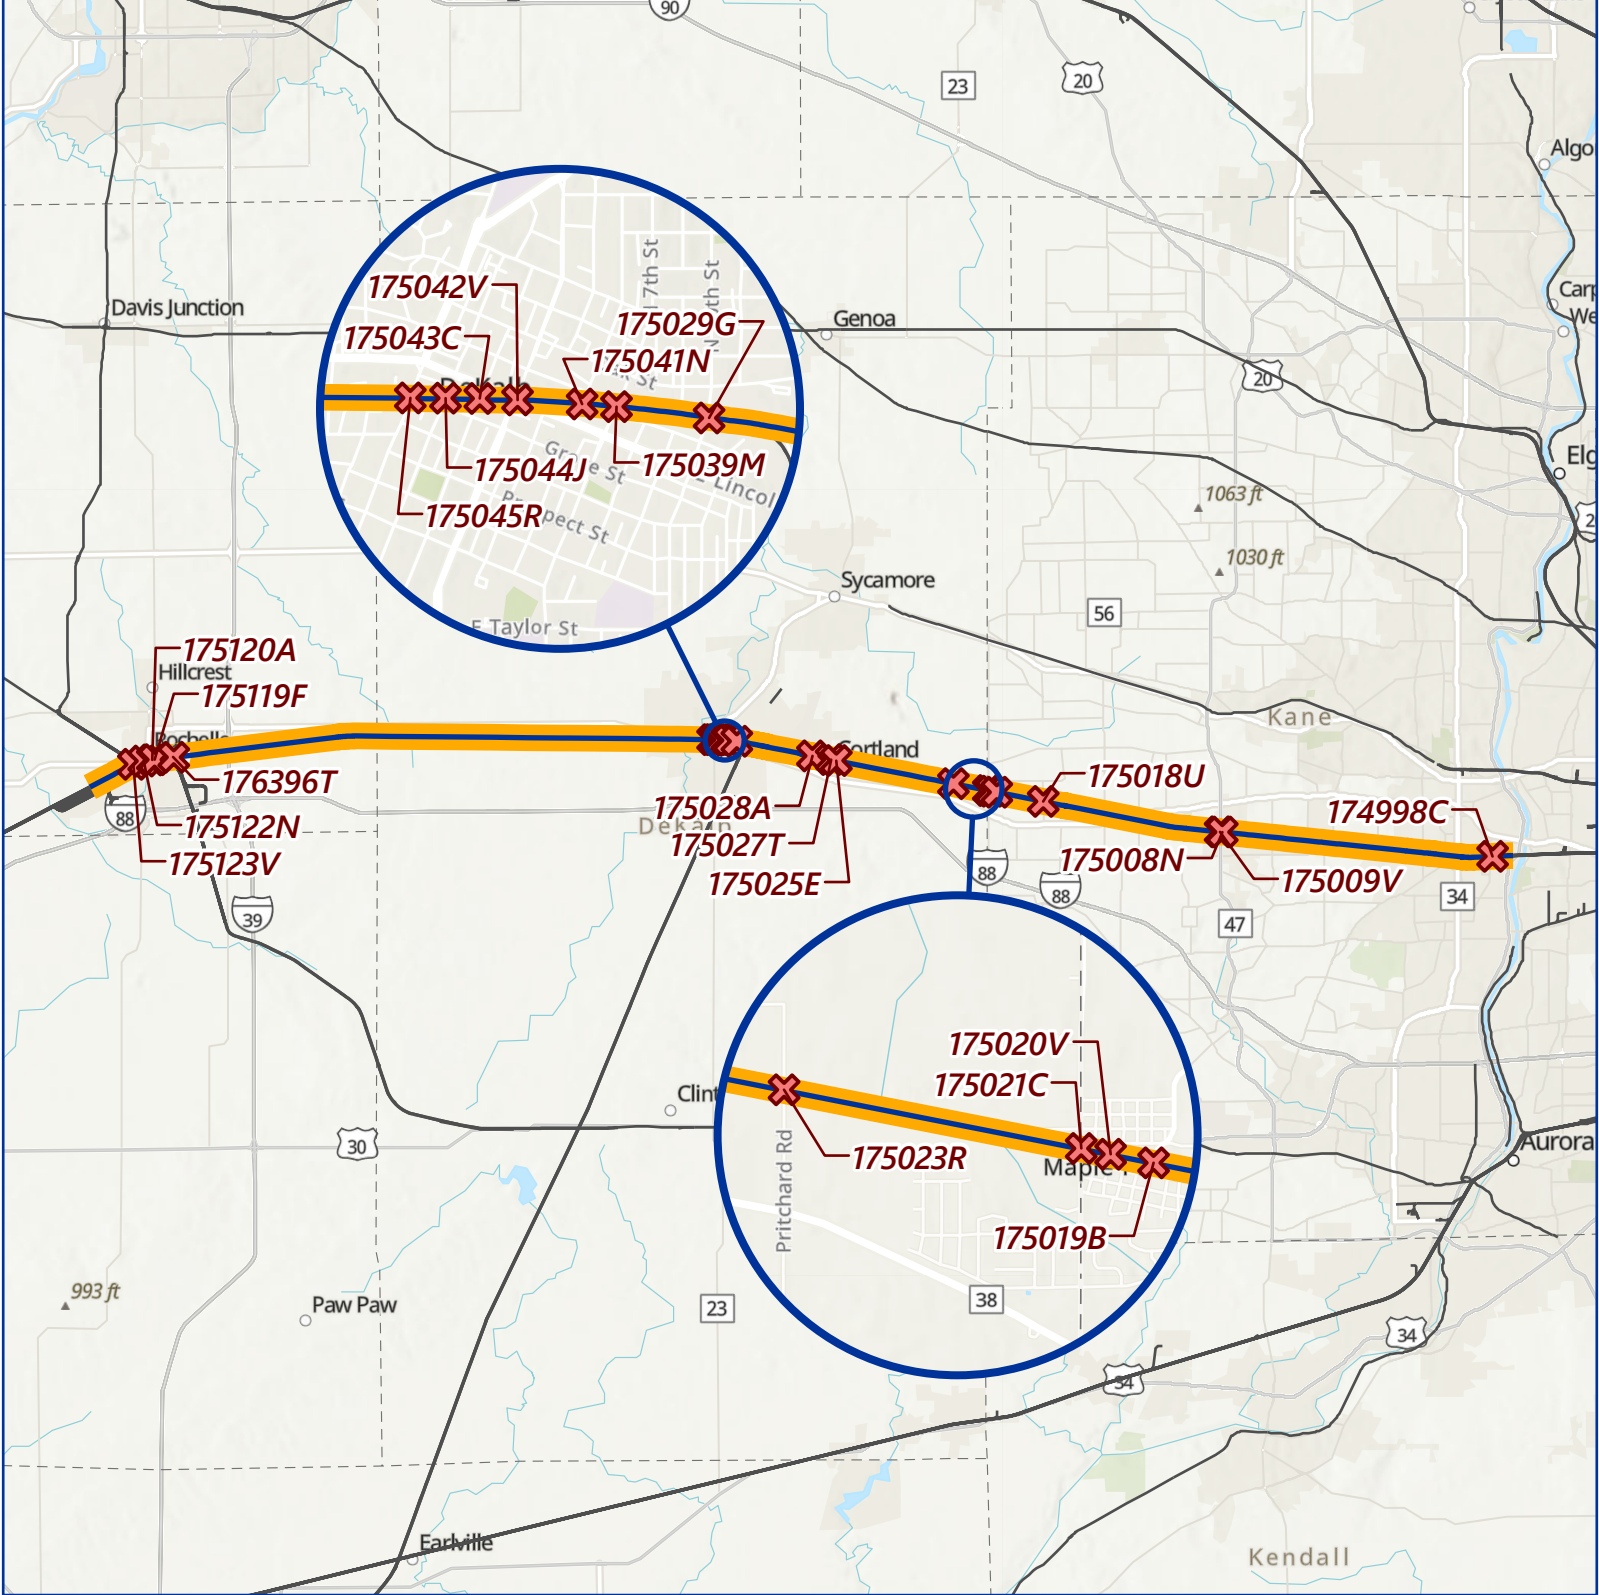 90
23
20
Algo
Davis Junction
Genoa
Carp
We
20
Elg
2
1063 ft
1030 ft
175042V
7th St
175043C
175029G
175041N
175044J
175039M
Grove St
E Lincol
175045R
Prospect St
E Taylor St
Sycamore
56
Kane
175120A
Hillcrest
175119F
Rochelle
176396T
88
175122N
175123V
39
Cortland
175028A
DeKalb
175027T
175025E
175018U
174998C
175008N
175009V
88
88
34
47
175020V
175021C
175023R
Maple
Pritchard Rd
175019B
38
Clint
30
Aurora
993 ft
Paw Paw
23
34
34
Earlville
Kendall